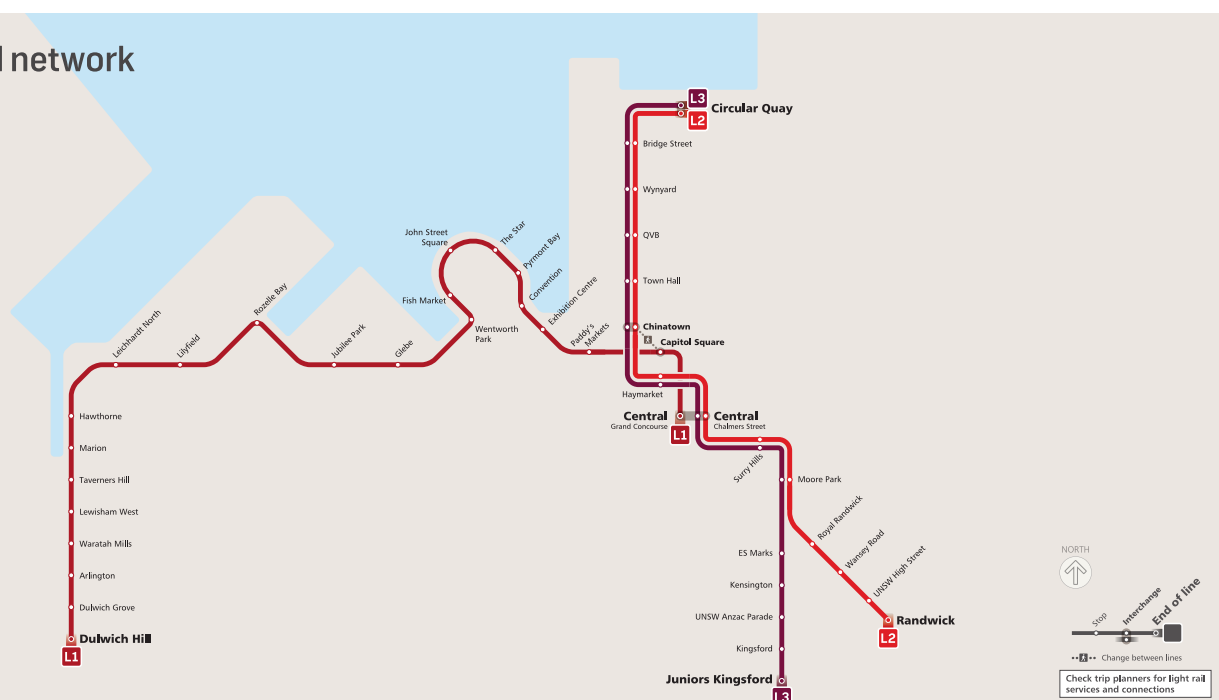 network
L3
Circular Quay
L2
Bridge Street
Wynyard
QVB
Town Hall
Chinatown
Capitol Square
Haymarket
Central
Grand Concourse
L1
Central
Chalmers Street
Surry Hills
Moore Park
Royal Randwick
Wansey Road
UNSW High Street
Randwick
L2
ES Marks
Kensington
UNSW Anzac Parade
Kingsford
Juniors Kingsford
L3
Paddy's
Markets
Exhibition Centre
Convention
Pyrmont Bay
The Star
John Street
Square
Fish Market
Wentworth
Park
Glebe
Jubilee Park
Rozelle Bay
Lilyfield
Leichhardt North
Hawthorne
Marion
Taverners Hill
Lewisham West
Waratah Mills
Arlington
Dulwich Grove
Dulwich Hill
L1
NORTH
Stop
Interchange
End of line
Change between lines
Check trip planners for light rail
services and connections